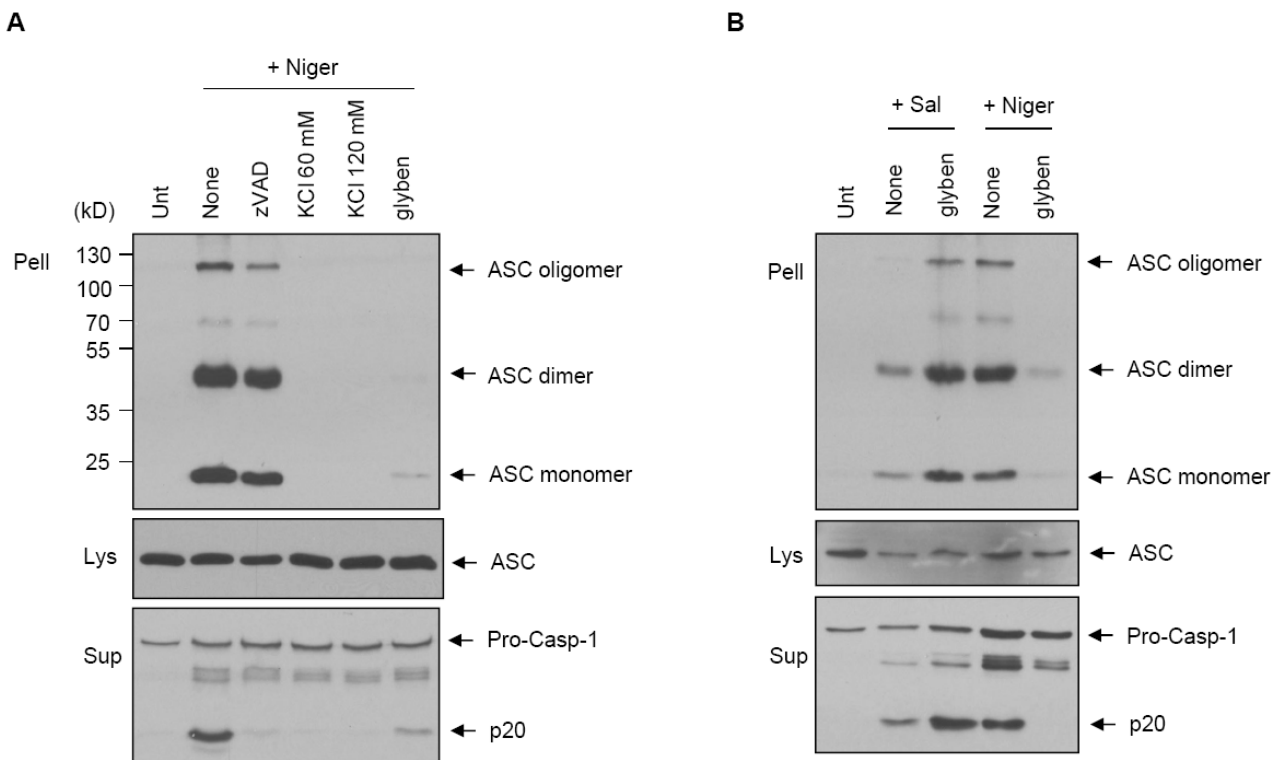 A
+ Niger
Unt
None
zVAD
KCl 60 mM
KCl 120 mM
glyben
(kD)
Pell
130
100
70
55
35
25
ASC oligomer
ASC dimer
ASC monomer
Lys
ASC
Sup
Pro-Casp-1
p20
B
+ Sal
+ Niger
Unt
None
glyben
None
glyben
Pell
ASC oligomer
ASC dimer
ASC monomer
Lys
ASC
Sup
Pro-Casp-1
p20